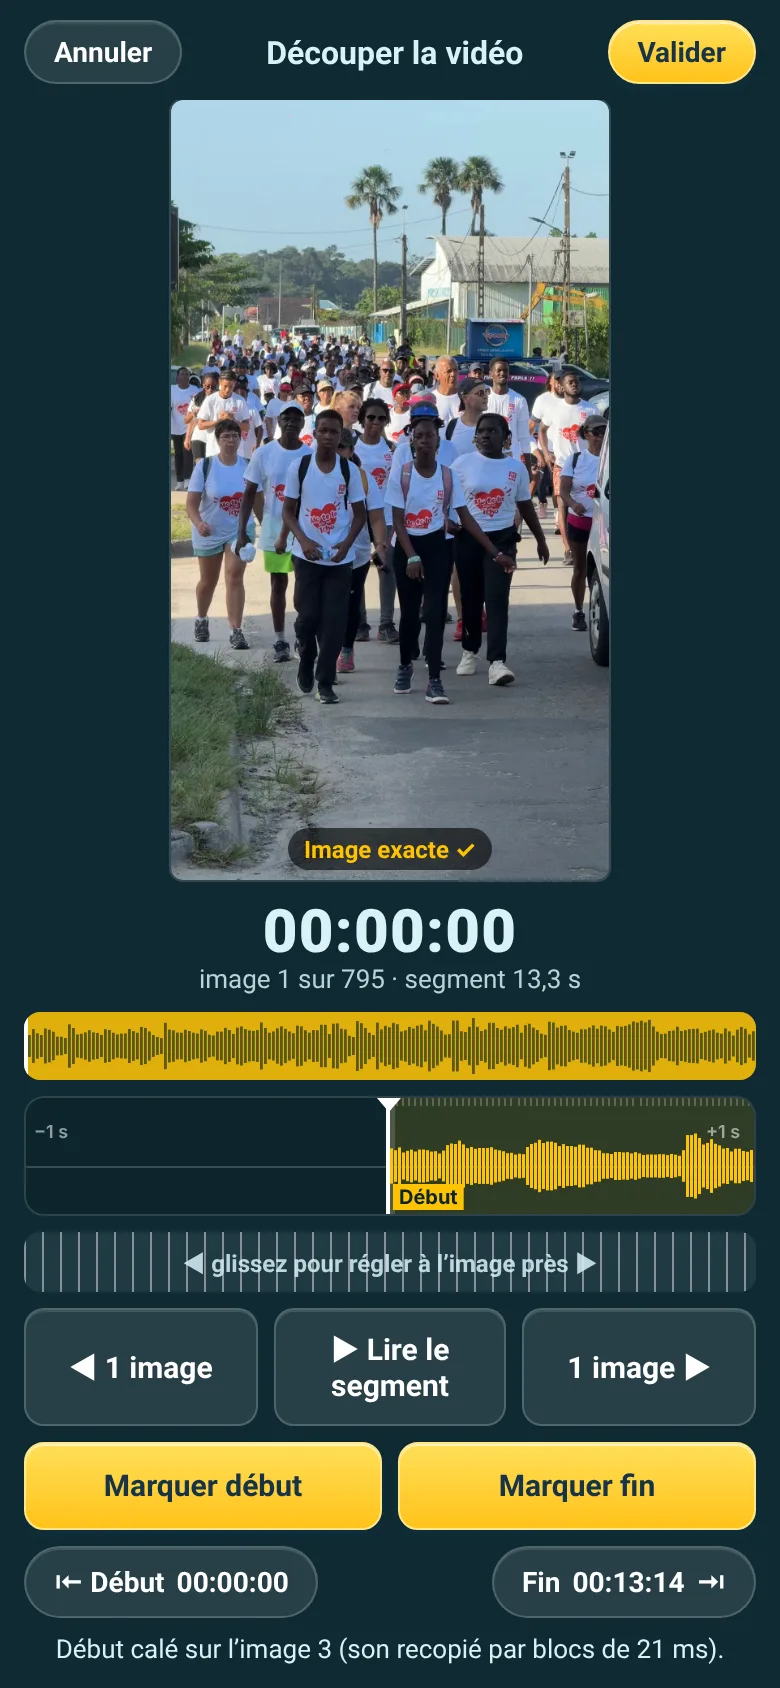 Annuler
Découper la vidéo
Valider
Image exacte ✓
00:00:00
image 1 sur 795 · segment 13,3 s
−1 s
+1 s
Début
◀ glissez pour régler à l’image près ▶
◀ 1 image
▶ Lire le
segment
1 image ▶
Marquer début
Marquer fin
⇤ Début 00:00:00
Fin 00:13:14 ⇥
Début calé sur l’image 3 (son recopié par blocs de 21 ms).